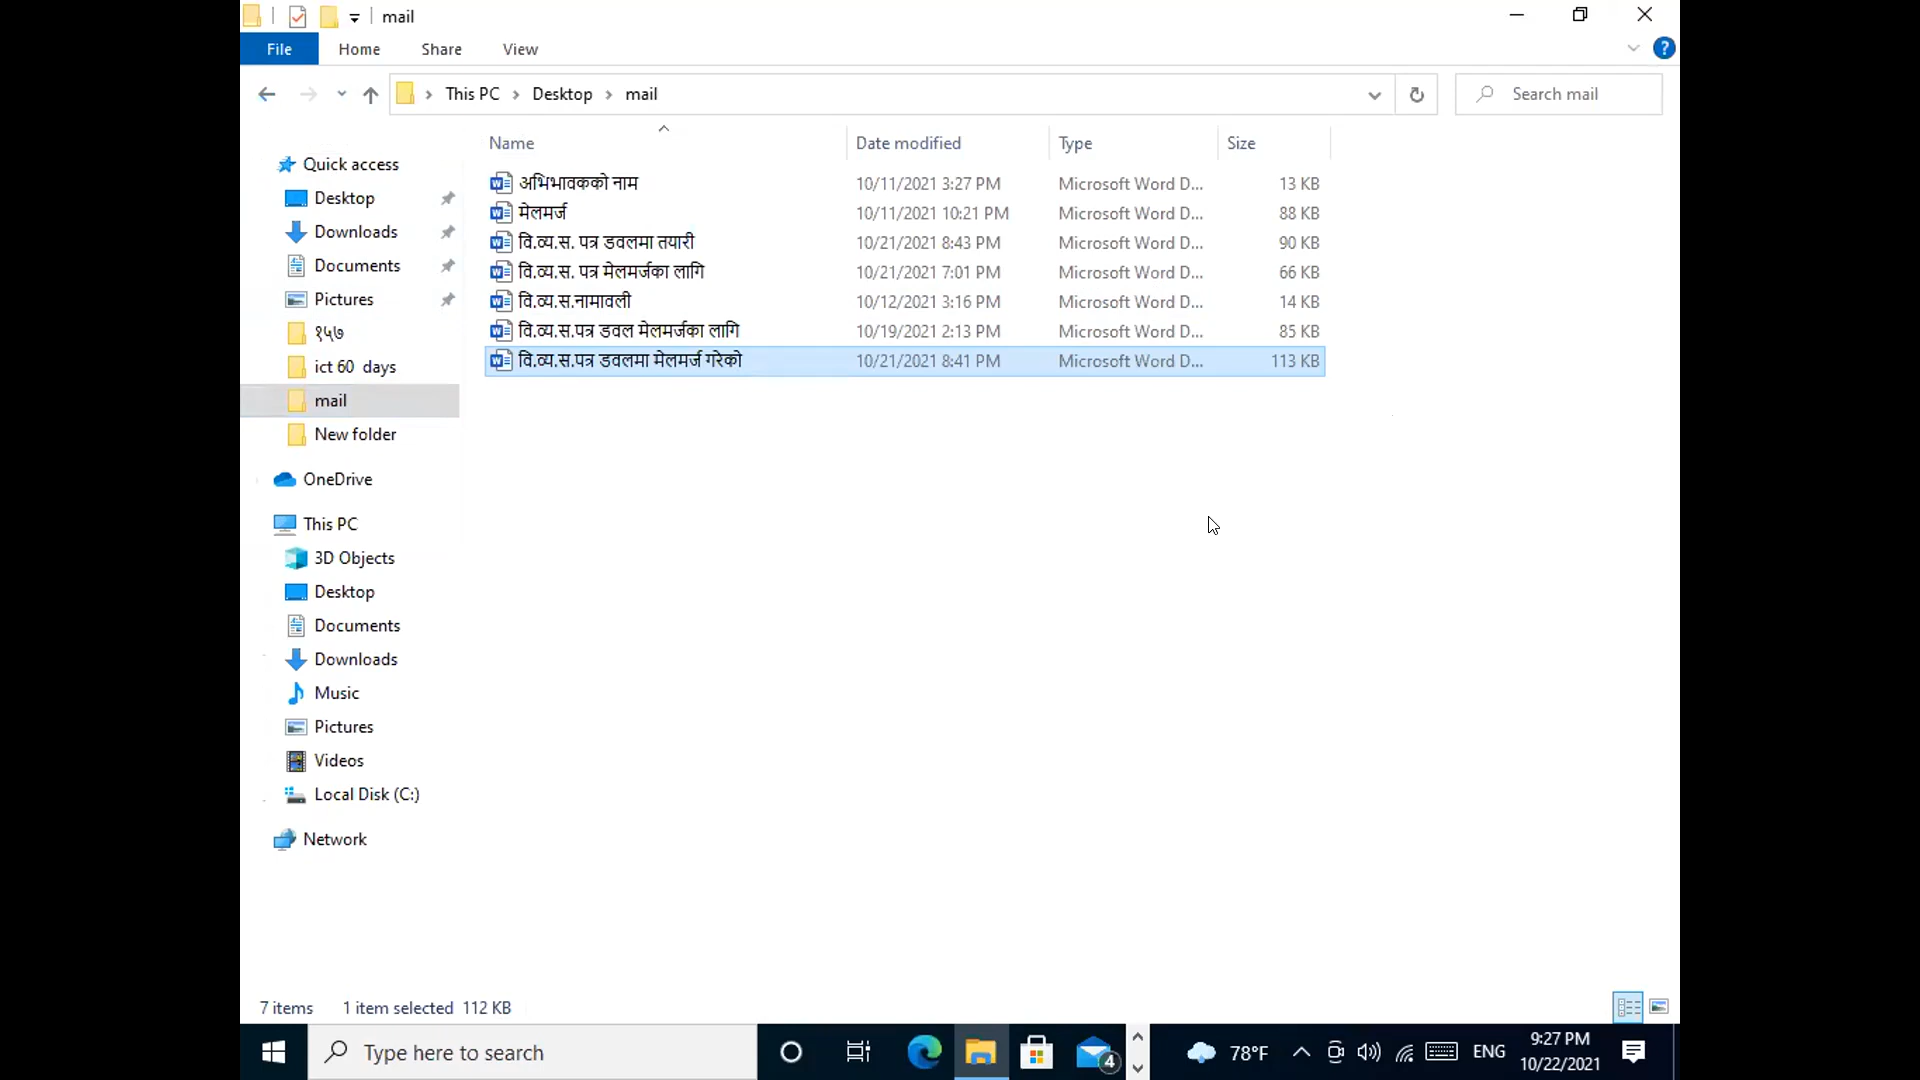 mail
File Home Share View
This PC Desktop mail
Search mail
Name Date modified Type Size
अभिभावकको नाम 10/11/2021 3:27 PM Microsoft Word D... 13 KB
मेलमर्ज 10/11/2021 10:21 PM Microsoft Word D... 88 KB
वि.व्य.स. पत्र डवलमा तयारी 10/21/2021 8:43 PM Microsoft Word D... 90 KB
वि.व्य.स. पत्र मेलमर्जका लागि 10/21/2021 7:01 PM Microsoft Word D... 66 KB
वि.व्य.स.नामावली 10/12/2021 3:16 PM Microsoft Word D... 14 KB
वि.व्य.स.पत्र डवल मेलमर्जका लागि 10/19/2021 2:13 PM Microsoft Word D... 85 KB
वि.व्य.स.पत्र डवलमा मेलमर्ज गरेको 10/21/2021 8:41 PM Microsoft Word D... 113 KB
Quick access
Desktop
Downloads
Documents
Pictures
१५७
ict 60 days
mail
New folder
OneDrive
This PC
3D Objects
Desktop
Documents
Downloads
Music
Pictures
Videos
Local Disk (C:)
Network
7 items 1 item selected 112 KB
Type here to search
4
78°F
ENG
9:27 PM
10/22/2021